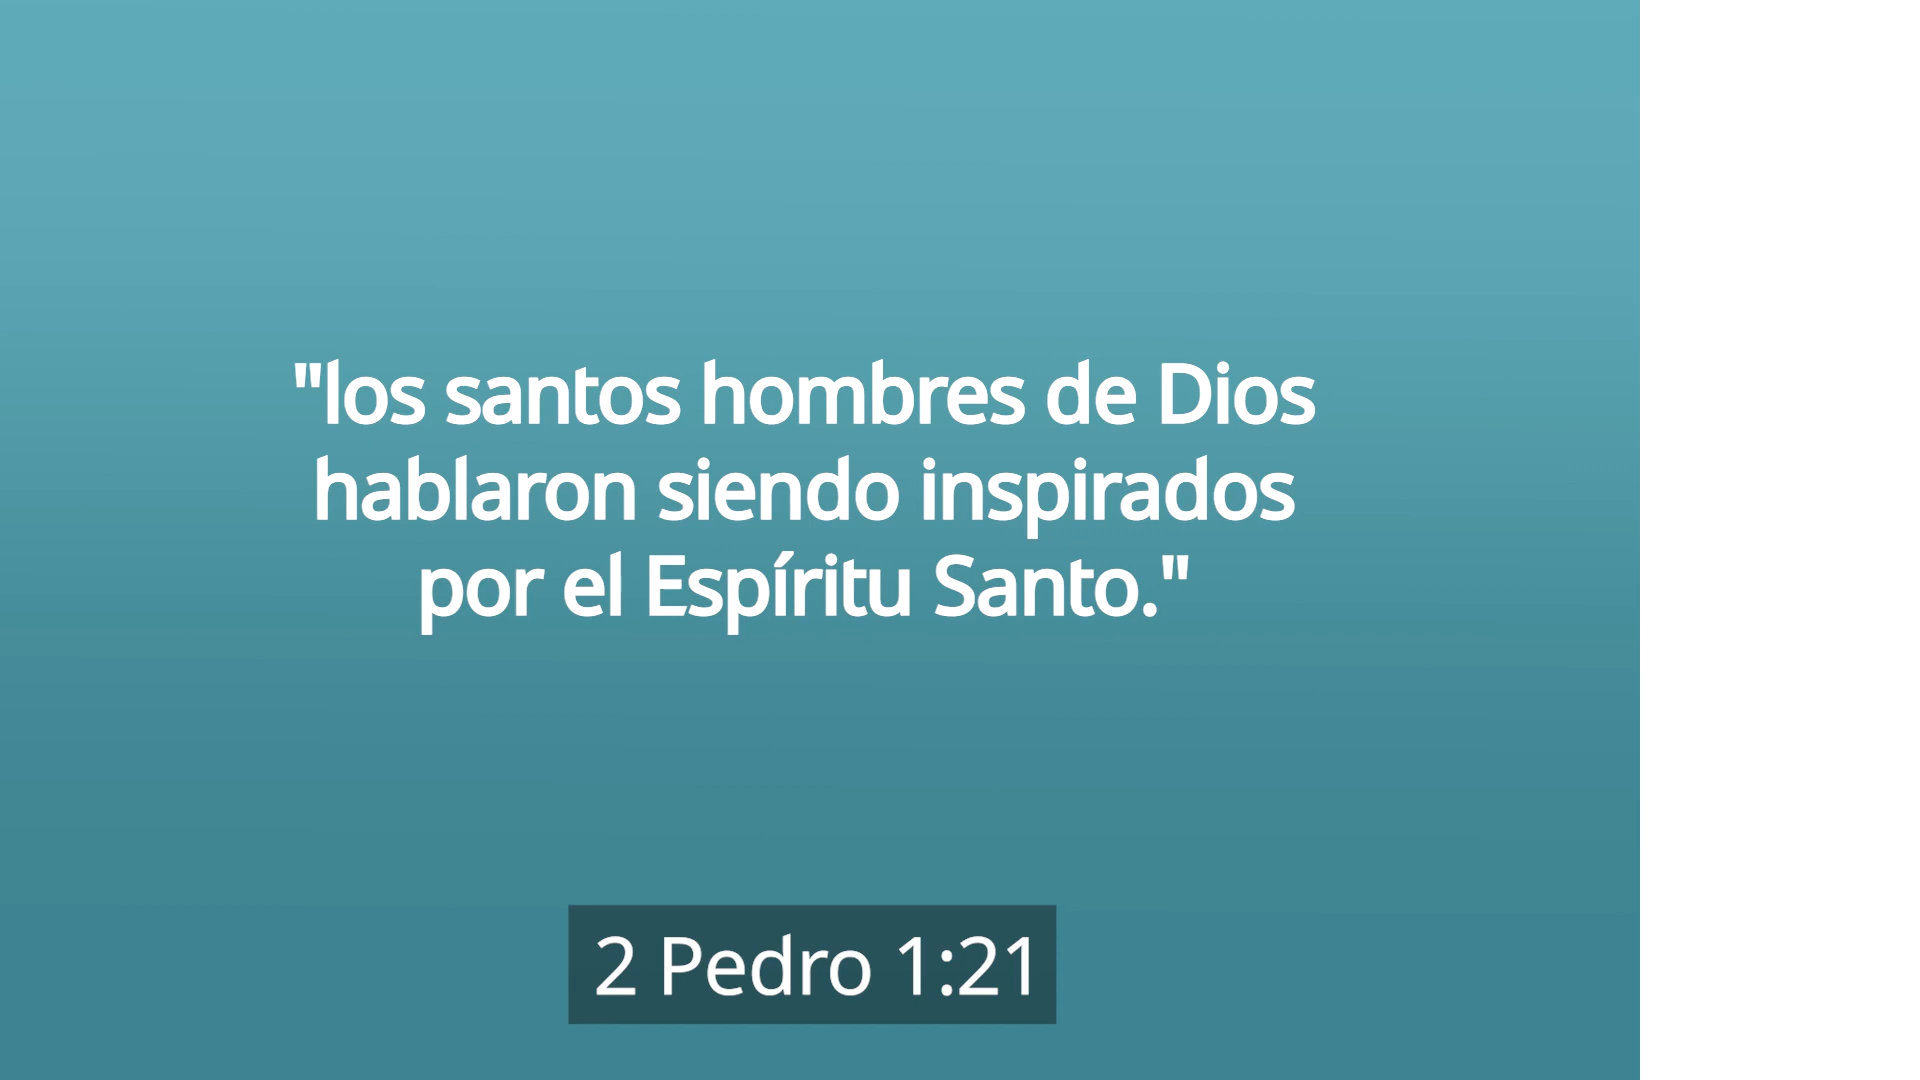 "los santos hombres de Dios
hablaron siendo inspirados
por el Espíritu Santo."
2 Pedro 1:21